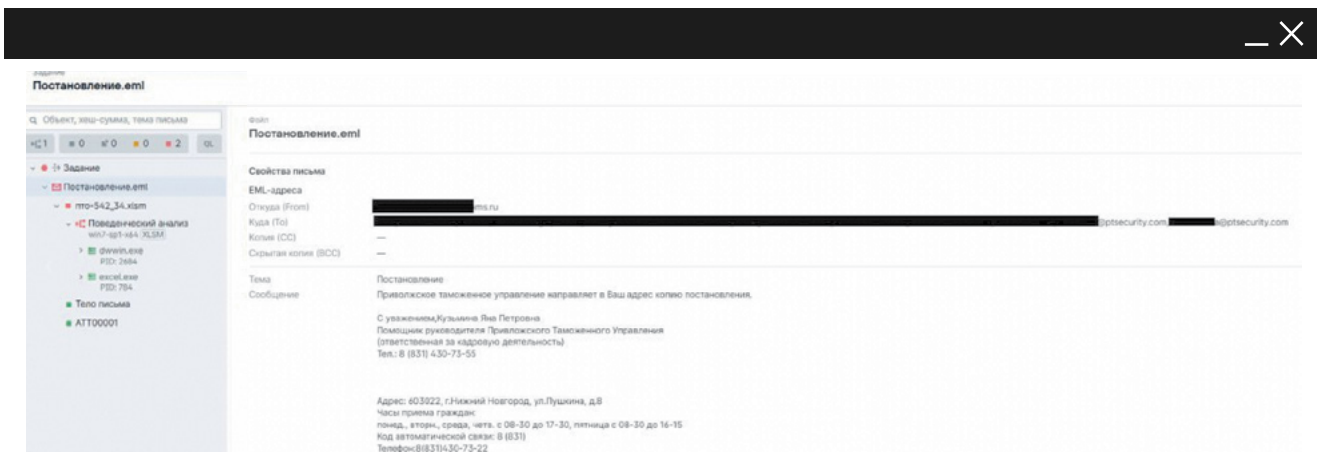 Задание
Постановление.eml
Объект, хеш-сумма, тема письма
1 0 0 0 2
Задание
Постановление.eml
пто-542_34.xlsm
Поведенческий анализ
win7-sp1-x64 XLSM
dwwin.exe
PID: 2684
excel.exe
PID: 784
Тело письма
ATT00001
Файл
Постановление.eml
Свойства письма
EML-адреса
Откуда (From) ms.ru
Куда (To) @ptsecurity.com, a@ptsecurity.com
Копия (CC) —
Скрытая копия (BCC) —
Тема Постановление
Сообщение Приволжское таможенное управление направляет в Ваш адрес копию постановления.
С уважением,Кузьмина Яна Петровна
Помощник руководителя Привложского Таможенного Управления
(ответственная за кадровую деятельность)
Тел.: 8 (831) 430-73-55
Адрес: 603022, г.Нижний Новгород, ул.Пушкина, д.8
Часы приема граждан:
понед., вторн., среда, четв. с 08-30 до 17-30, пятница с 08-30 до 16-15
Код автоматической связи: 8 (831)
Телефон:8(831)430-73-22